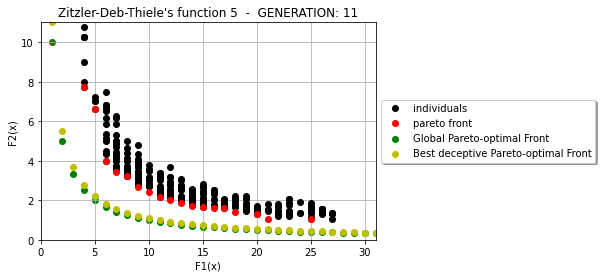 Zitzler-Deb-Thiele's function 5 - GENERATION: 11
10
8
6
4
2
0
F2(x)
0 5 10 15 20 25 30
F1(x)
individuals
pareto front
Global Pareto-optimal Front
Best deceptive Pareto-optimal Front